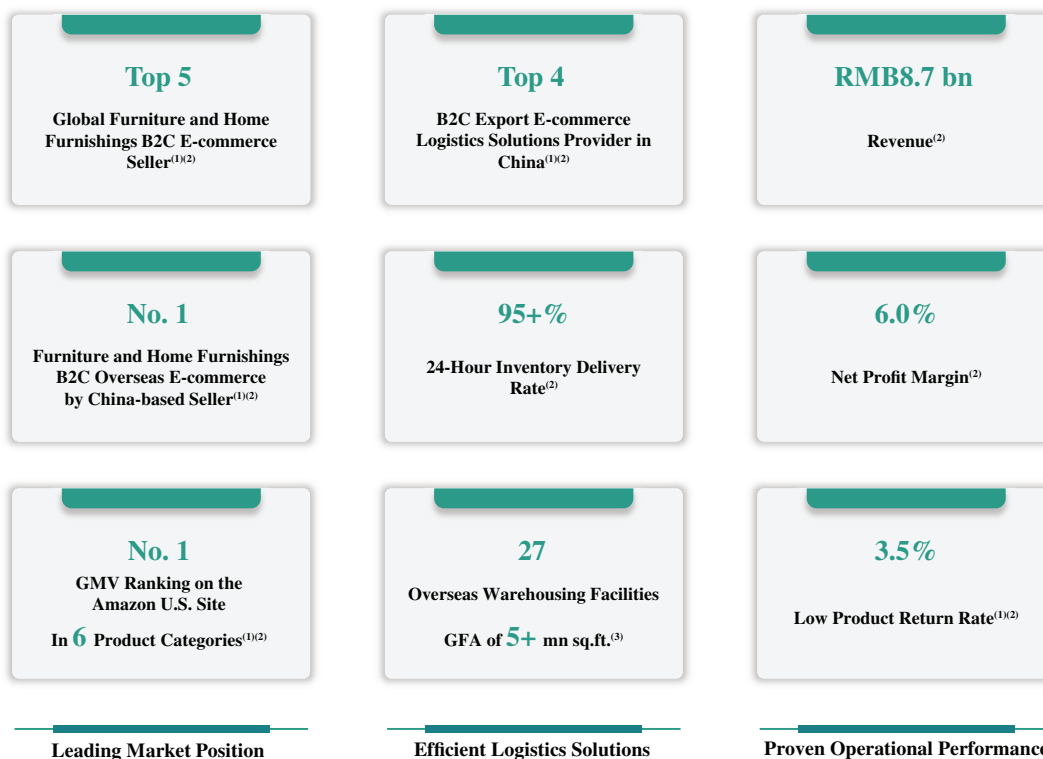 Top 5
Global Furniture and Home
Furnishings B2C E-commerce
Seller(1)(2)
Top 4
B2C Export E-commerce
Logistics Solutions Provider in
China(1)(2)
RMB8.7 bn
Revenue(2)
No. 1
Furniture and Home Furnishings
B2C Overseas E-commerce
by China-based Seller(1)(2)
95+%
24-Hour Inventory Delivery
Rate(2)
6.0%
Net Profit Margin(2)
No. 1
GMV Ranking on the
Amazon U.S. Site
In 6 Product Categories(1)(2)
27
Overseas Warehousing Facilities
GFA of 5+ mn sq.ft.(3)
3.5%
Low Product Return Rate(1)(2)
Leading Market Position
Efficient Logistics Solutions
Proven Operational Performance